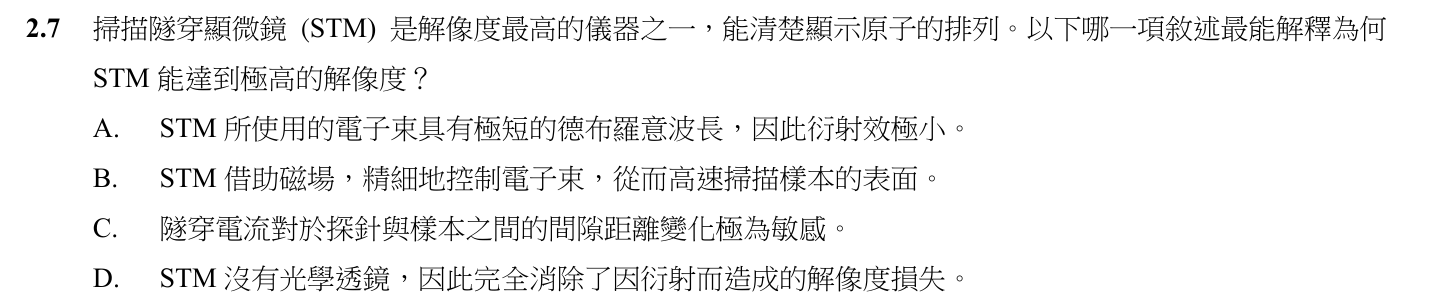 2.7 掃描隧穿顯微鏡 (STM) 是解像度最高的儀器之一，能清楚顯示原子的排列。以下哪一項敘述最能解釋為何
STM 能達到極高的解像度？
A. STM 所使用的電子束具有極短的德布羅意波長，因此衍射效極小。
B. STM 借助磁場，精細地控制電子束，從而高速掃描樣本的表面。
C. 隧穿電流對於探針與樣本之間的間隙距離變化極為敏感。
D. STM 沒有光學透鏡，因此完全消除了因衍射而造成的解像度損失。